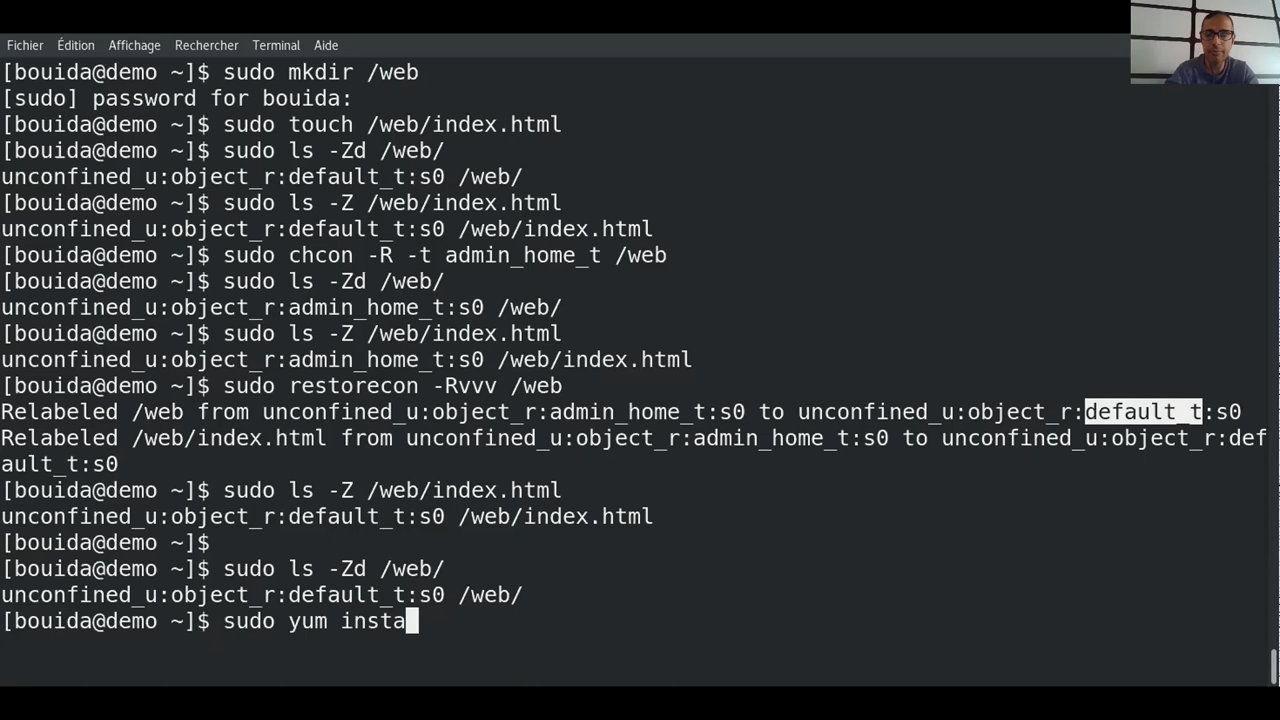 Fichier Édition Affichage Rechercher Terminal Aide
[bouida@demo ~]$ sudo mkdir /web
[sudo] password for bouida:
[bouida@demo ~]$ sudo touch /web/index.html
[bouida@demo ~]$ sudo ls -Zd /web/
unconfined_u:object_r:default_t:s0 /web/
[bouida@demo ~]$ sudo ls -Z /web/index.html
unconfined_u:object_r:default_t:s0 /web/index.html
[bouida@demo ~]$ sudo chcon -R -t admin_home_t /web
[bouida@demo ~]$ sudo ls -Zd /web/
unconfined_u:object_r:admin_home_t:s0 /web/
[bouida@demo ~]$ sudo ls -Z /web/index.html
unconfined_u:object_r:admin_home_t:s0 /web/index.html
[bouida@demo ~]$ sudo restorecon -Rvvv /web
Relabeled /web from unconfined_u:object_r:admin_home_t:s0 to unconfined_u:object_r:default_t:s0
Relabeled /web/index.html from unconfined_u:object_r:admin_home_t:s0 to unconfined_u:object_r:def
ault_t:s0
[bouida@demo ~]$ sudo ls -Z /web/index.html
unconfined_u:object_r:default_t:s0 /web/index.html
[bouida@demo ~]$
[bouida@demo ~]$ sudo ls -Zd /web/
unconfined_u:object_r:default_t:s0 /web/
[bouida@demo ~]$ sudo yum insta